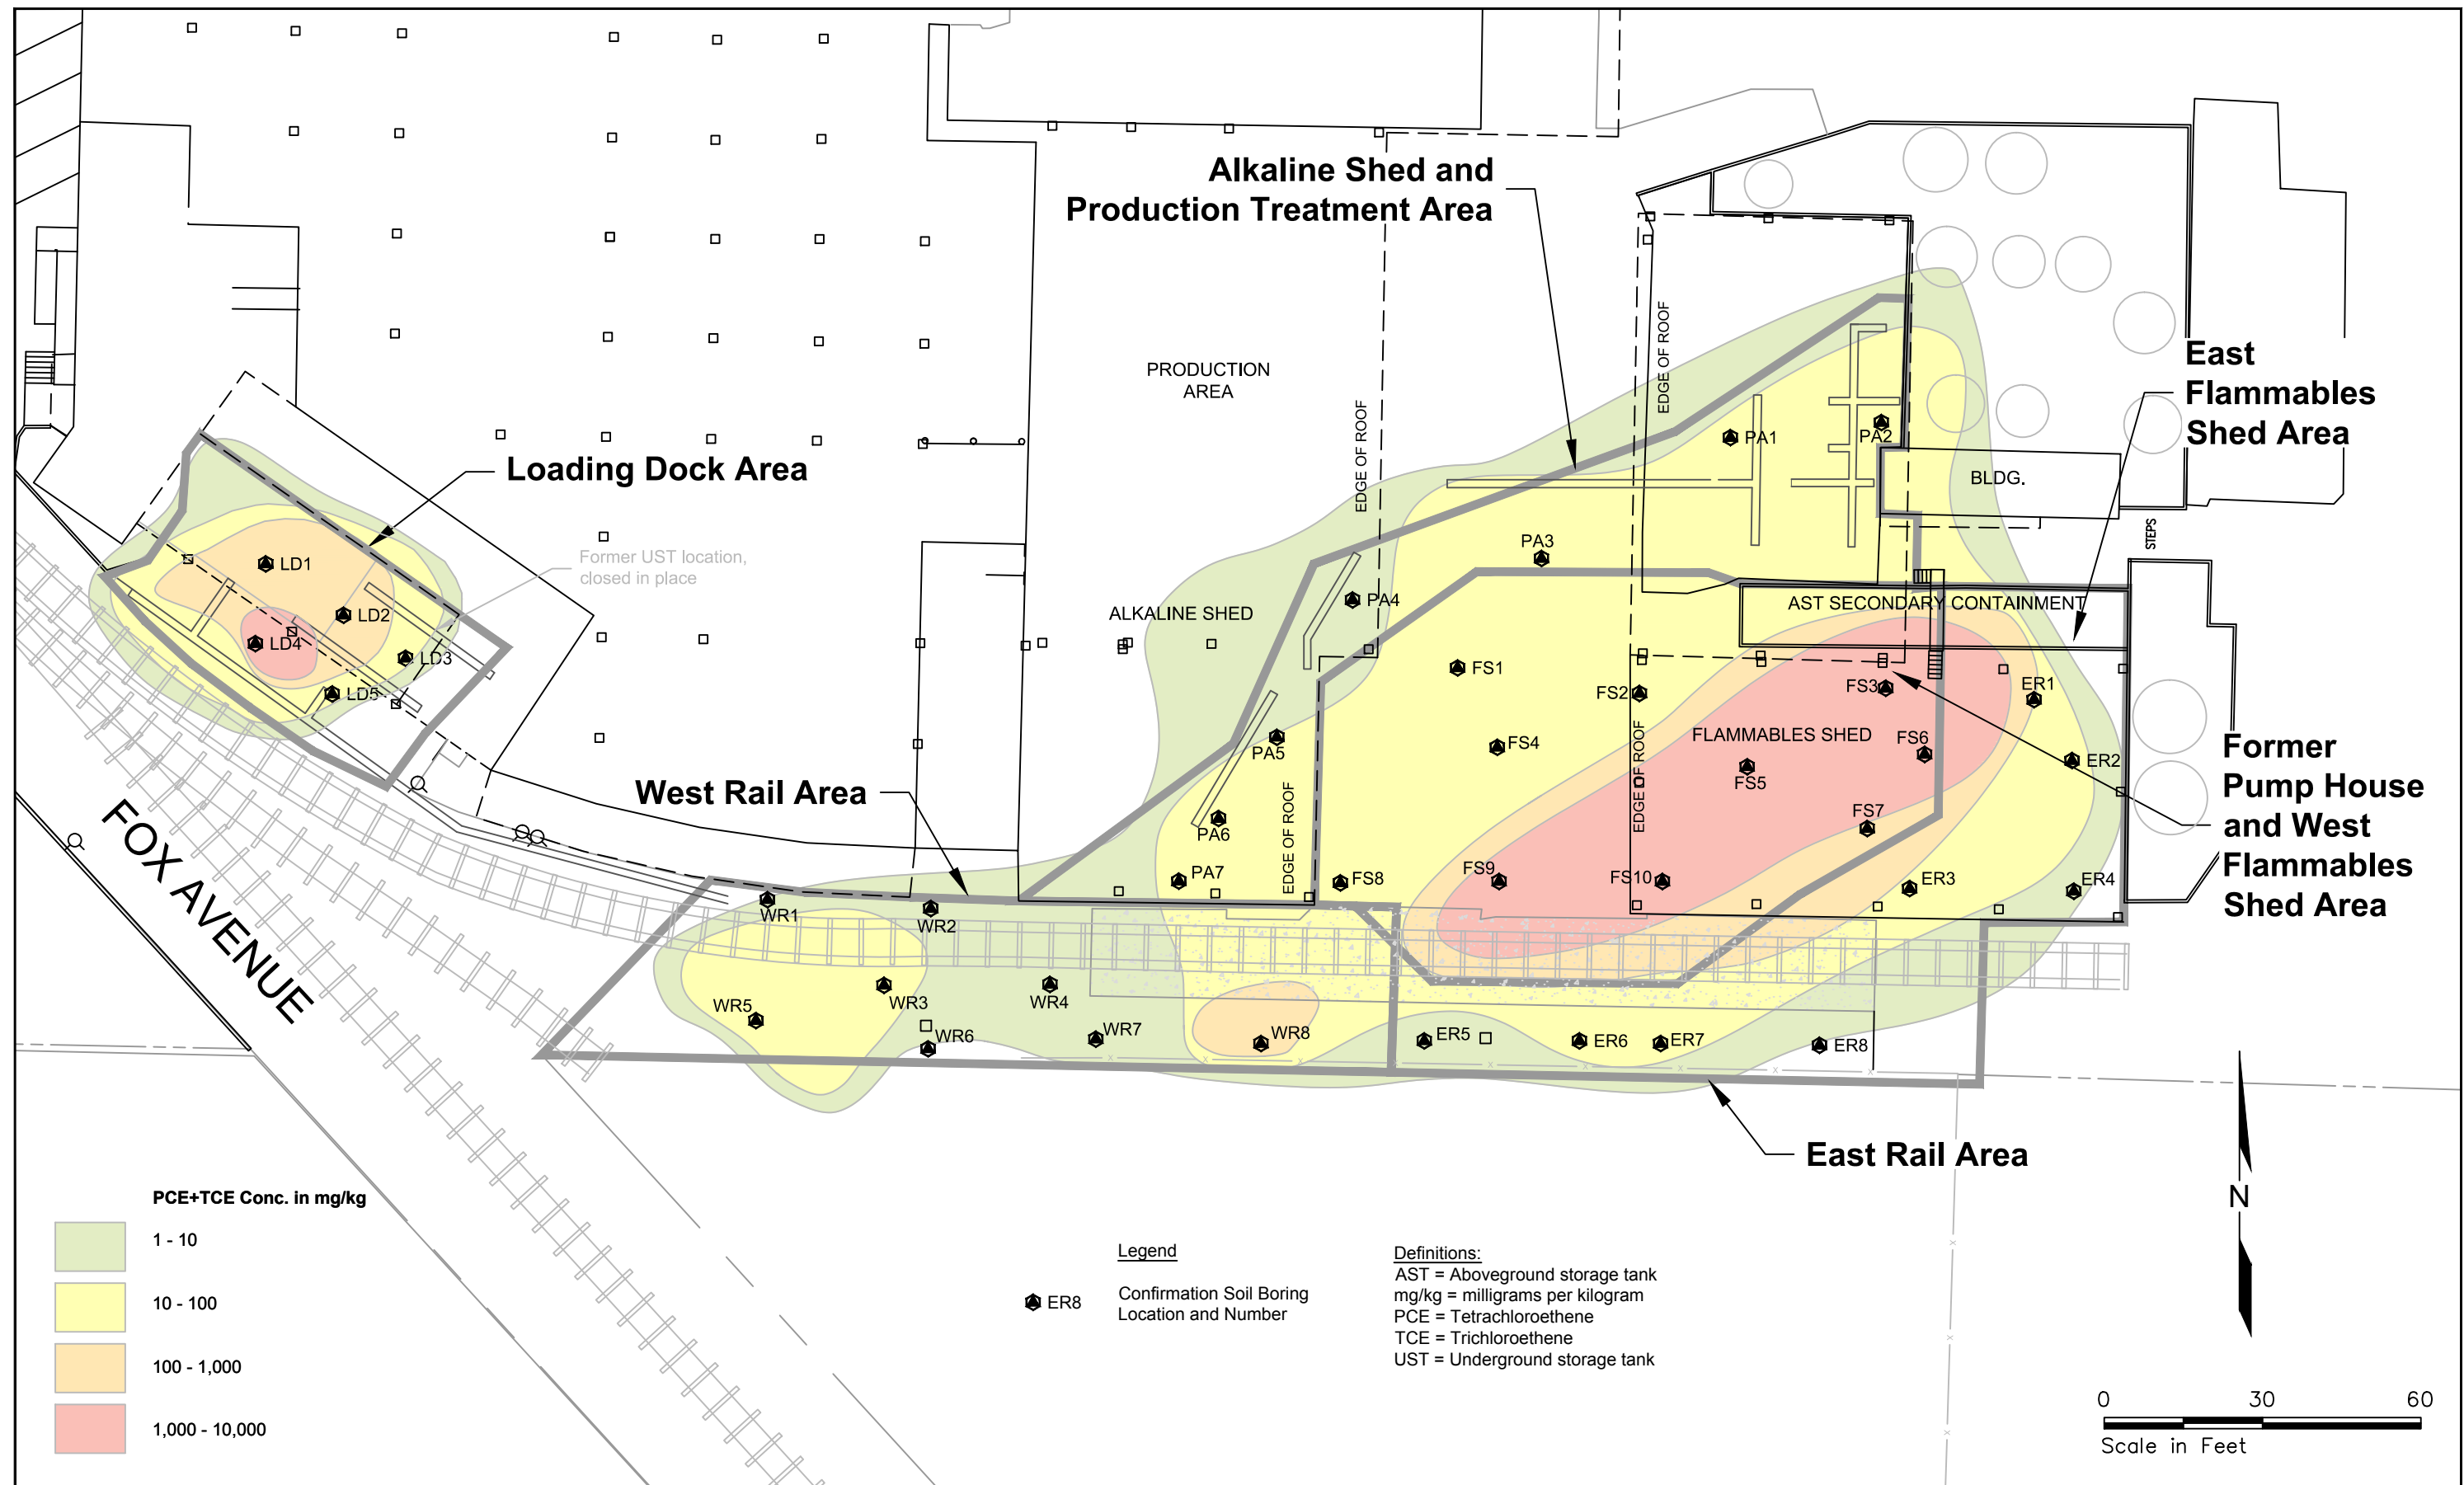 Alkaline Shed and
Production Treatment Area
EDGE OF ROOF
EDGE OF ROOF
PRODUCTION
AREA
East
Flammables
Shed Area
PA1
PA2
BLDG.
STEPS
Loading Dock Area
Former UST location,
closed in place
LD1
LD2
LD4
LD3
LD5
PA3
PA4
ALKALINE SHED
AST SECONDARY CONTAINMENT
FS1
FS2
FS3
ER1
FS4
PA5
EDGE OF ROOF
FLAMMABLES SHED
FS6
FS5
ER2
Former
Pump House
and West
Flammables
Shed Area
West Rail Area
EDGE OF ROOF
PA6
FS7
FOX AVENUE
PA7
FS8
FS9
FS10
ER3
ER4
WR1
WR2
WR3
WR4
WR5
WR6
WR7
WR8
ER5
ER6
ER7
ER8
East Rail Area
N
PCE+TCE Conc. in mg/kg
1 - 10
10 - 100
100 - 1,000
1,000 - 10,000
Legend
ER8
Confirmation Soil Boring
Location and Number
Definitions:
AST = Aboveground storage tank
mg/kg = milligrams per kilogram
PCE = Tetrachloroethene
TCE = Trichloroethene
UST = Underground storage tank
0 30 60
Scale in Feet